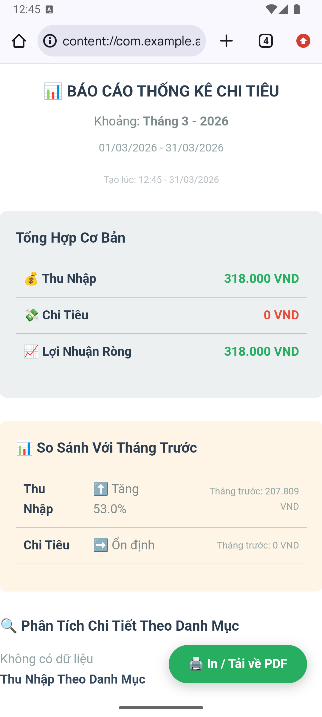 12:45
content://com.example.a
4
BÁO CÁO THỐNG KÊ CHI TIÊU
Khoảng: Tháng 3 - 2026
01/03/2026 - 31/03/2026
Tạo lúc: 12:45 - 31/03/2026
Tổng Hợp Cơ Bản
Thu Nhập 318.000 VND
Chi Tiêu 0 VND
Lợi Nhuận Ròng 318.000 VND
So Sánh Với Tháng Trước
Thu Tăng Tháng trước: 207.809
Nhập 53.0% VND
Chi Tiêu Ổn định Tháng trước: 0 VND
Phân Tích Chi Tiết Theo Danh Mục
Không có dữ liệu
In / Tải về PDF
Thu Nhập Theo Danh Mục